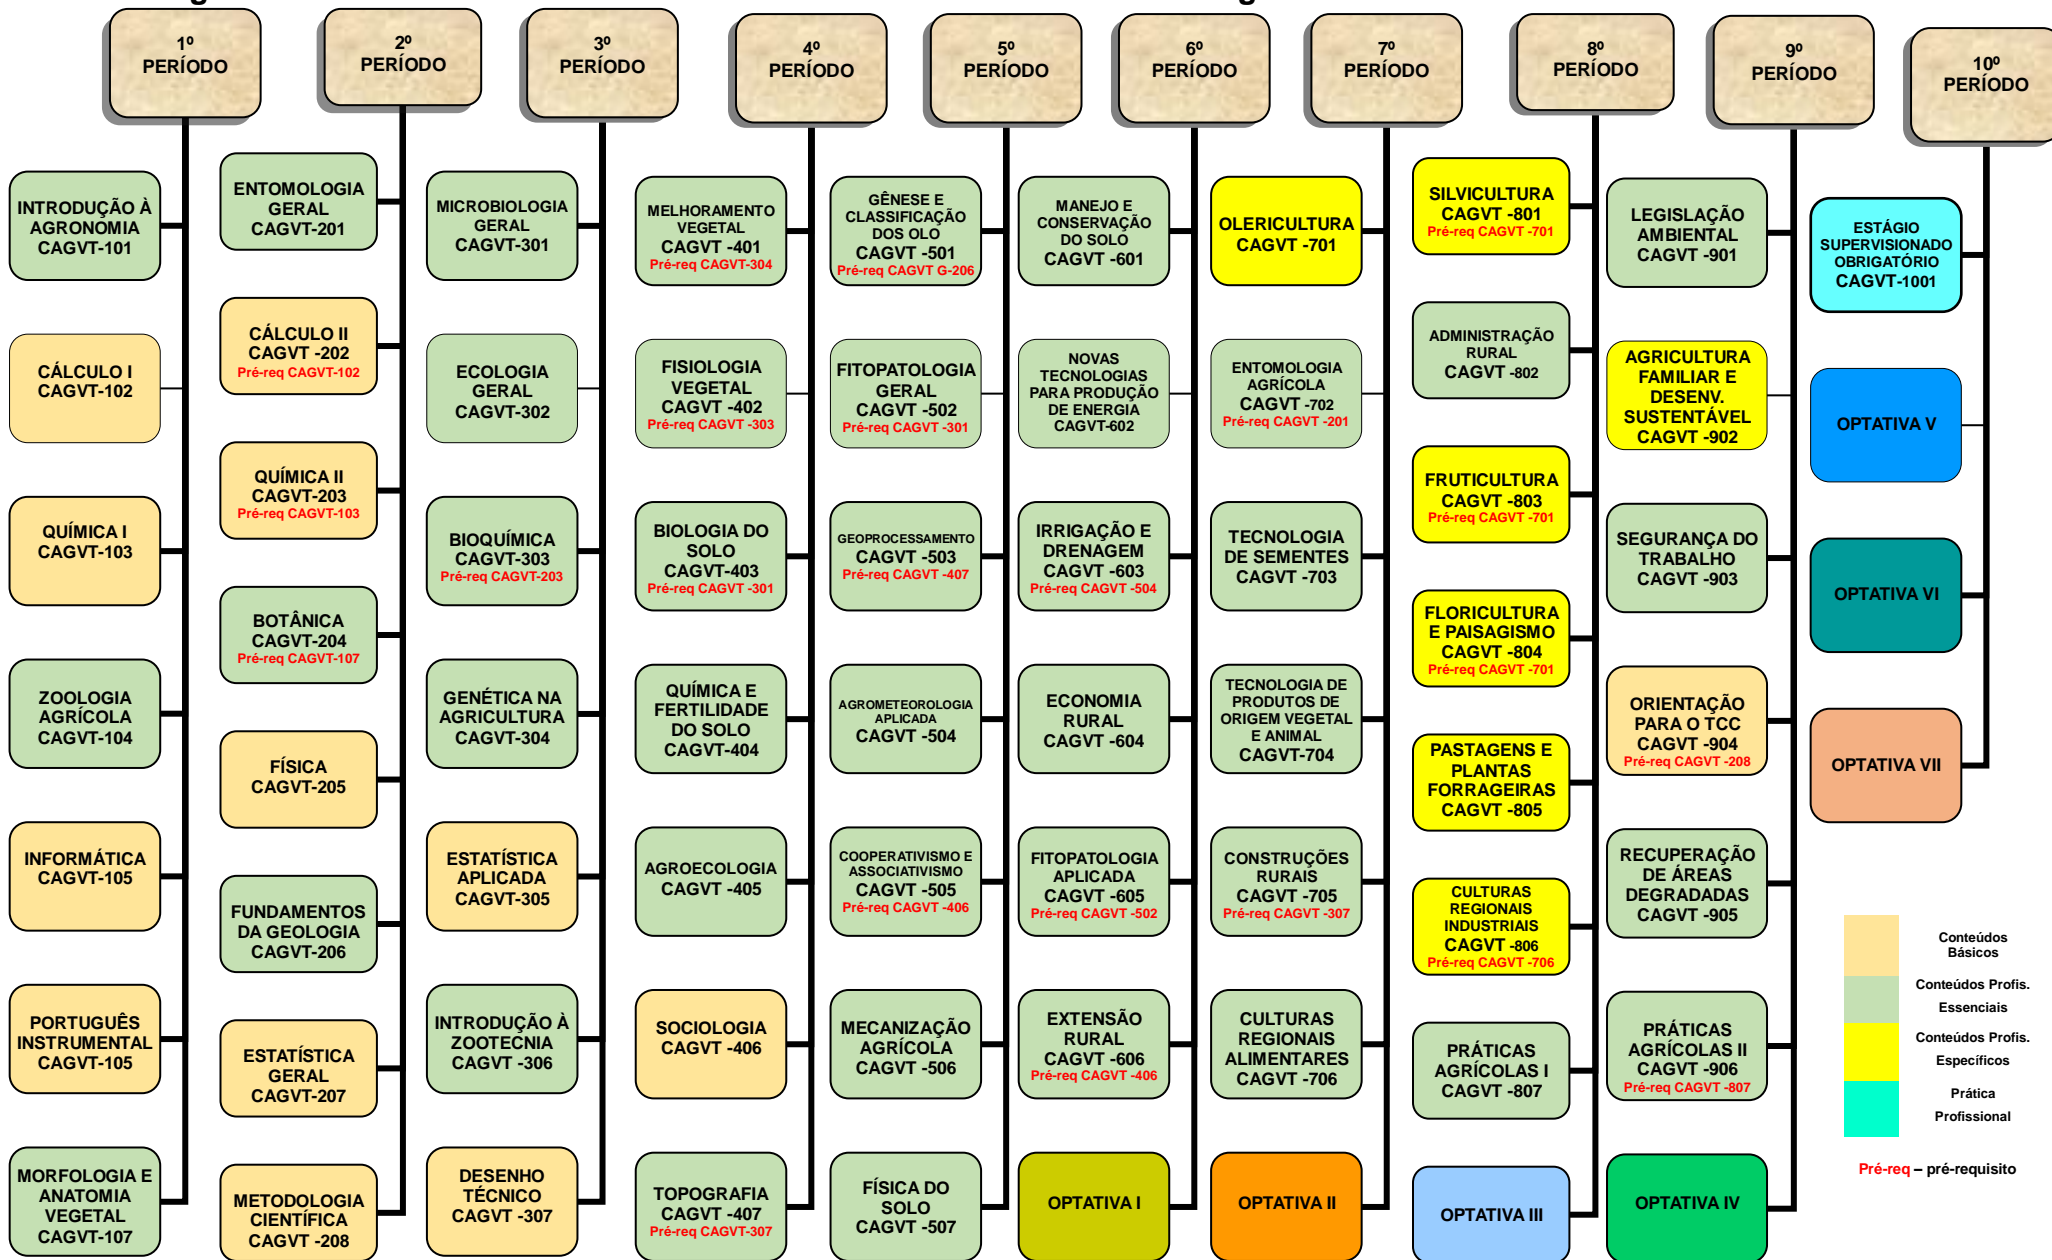 1º
PERÍODO
2º
PERÍODO
3º
PERÍODO
4º
PERÍODO
5º
PERÍODO
6º
PERÍODO
7º
PERÍODO
8º
PERÍODO
9º
PERÍODO
10º
PERÍODO
INTRODUÇÃO À
AGRONOMIA
CAGVT-101
CÁLCULO I
CAGVT-102
QUÍMICA I
CAGVT-103
ZOOLOGIA
AGRÍCOLA
CAGVT-104
INFORMÁTICA
CAGVT-105
PORTUGUÊS
INSTRUMENTAL
CAGVT-105
MORFOLOGIA E
ANATOMIA
VEGETAL
CAGVT-107
ENTOMOLOGIA
GERAL
CAGVT-201
CÁLCULO II
CAGVT -202
Pré-req CAGVT-102
QUÍMICA II
CAGVT-203
Pré-req CAGVT-103
BOTÂNICA
CAGVT-204
Pré-req CAGVT-107
FÍSICA
CAGVT-205
FUNDAMENTOS
DA GEOLOGIA
CAGVT-206
ESTATÍSTICA
GERAL
CAGVT-207
METODOLOGIA
CIENTÍFICA
CAGVT -208
MICROBIOLOGIA
GERAL
CAGVT-301
ECOLOGIA
GERAL
CAGVT-302
BIOQUÍMICA
CAGVT-303
Pré-req CAGVT-203
GENÉTICA NA
AGRICULTURA
CAGVT-304
ESTATÍSTICA
APLICADA
CAGVT-305
INTRODUÇÃO À
ZOOTECNIA
CAGVT -306
DESENHO
TÉCNICO
CAGVT -307
MELHORAMENTO
VEGETAL
CAGVT -401
Pré-req CAGVT-304
FISIOLOGIA
VEGETAL
CAGVT -402
Pré-req CAGVT -303
BIOLOGIA DO
SOLO
CAGVT-403
Pré-req CAGVT -301
QUÍMICA E
FERTILIDADE
DO SOLO
CAGVT-404
AGROECOLOGIA
CAGVT -405
SOCIOLOGIA
CAGVT -406
TOPOGRAFIA
CAGVT -407
Pré-req CAGVT-307
GÊNESE E
CLASSIFICAÇÃO
DOS OLO
CAGVT -501
Pré-req CAGVT G-206
FITOPATOLOGIA
GERAL
CAGVT -502
Pré-req CAGVT -301
GEOPROCESSAMENTO
CAGVT -503
Pré-req CAGVT -407
AGROMETEOROLOGIA
APLICADA
CAGVT -504
COOPERATIVISMO E
ASSOCIATIVISMO
CAGVT -505
Pré-req CAGVT -406
MECANIZAÇÃO
AGRÍCOLA
CAGVT -506
FÍSICA DO
SOLO
CAGVT -507
MANEJO E
CONSERVAÇÃO
DO SOLO
CAGVT -601
NOVAS
TECNOLOGIAS
PARA PRODUÇÃO
DE ENERGIA
CAGVT-602
IRRIGAÇÃO E
DRENAGEM
CAGVT -603
Pré-req CAGVT -504
ECONOMIA
RURAL
CAGVT -604
FITOPATOLOGIA
APLICADA
CAGVT -605
Pré-req CAGVT -502
EXTENSÃO
RURAL
CAGVT -606
Pré-req CAGVT -406
OPTATIVA I
OLERICULTURA
CAGVT -701
ENTOMOLOGIA
AGRÍCOLA
CAGVT -702
Pré-req CAGVT -201
TECNOLOGIA
DE SEMENTES
CAGVT -703
TECNOLOGIA DE
PRODUTOS DE
ORIGEM VEGETAL
E ANIMAL
CAGVT-704
CONSTRUÇÕES
RURAIS
CAGVT -705
Pré-req CAGVT -307
CULTURAS
REGIONAIS
ALIMENTARES
CAGVT -706
OPTATIVA II
SILVICULTURA
CAGVT -801
Pré-req CAGVT -701
ADMINISTRAÇÃO
RURAL
CAGVT -802
FRUTICULTURA
CAGVT -803
Pré-req CAGVT -701
FLORICULTURA
E PAISAGISMO
CAGVT -804
Pré-req CAGVT -701
PASTAGENS E
PLANTAS
FORRAGEIRAS
CAGVT -805
CULTURAS
REGIONAIS
INDUSTRIAIS
CAGVT -806
Pré-req CAGVT -706
PRÁTICAS
AGRÍCOLAS I
CAGVT -807
OPTATIVA III
LEGISLAÇÃO
AMBIENTAL
CAGVT -901
AGRICULTURA
FAMILIAR E
DESENV.
SUSTENTÁVEL
CAGVT -902
SEGURANÇA DO
TRABALHO
CAGVT -903
ORIENTAÇÃO
PARA O TCC
CAGVT -904
Pré-req CAGVT -208
RECUPERAÇÃO
DE ÁREAS
DEGRADADAS
CAGVT -905
PRÁTICAS
AGRÍCOLAS II
CAGVT -906
Pré-req CAGVT -807
OPTATIVA IV
ESTÁGIO
SUPERVISIONADO
OBRIGATÓRIO
CAGVT-1001
OPTATIVA V
OPTATIVA VI
OPTATIVA VII
Conteúdos
Básicos
Conteúdos Profis.
Essenciais
Conteúdos Profis.
Específicos
Prática
Profissional
Pré-req – pré-requisito